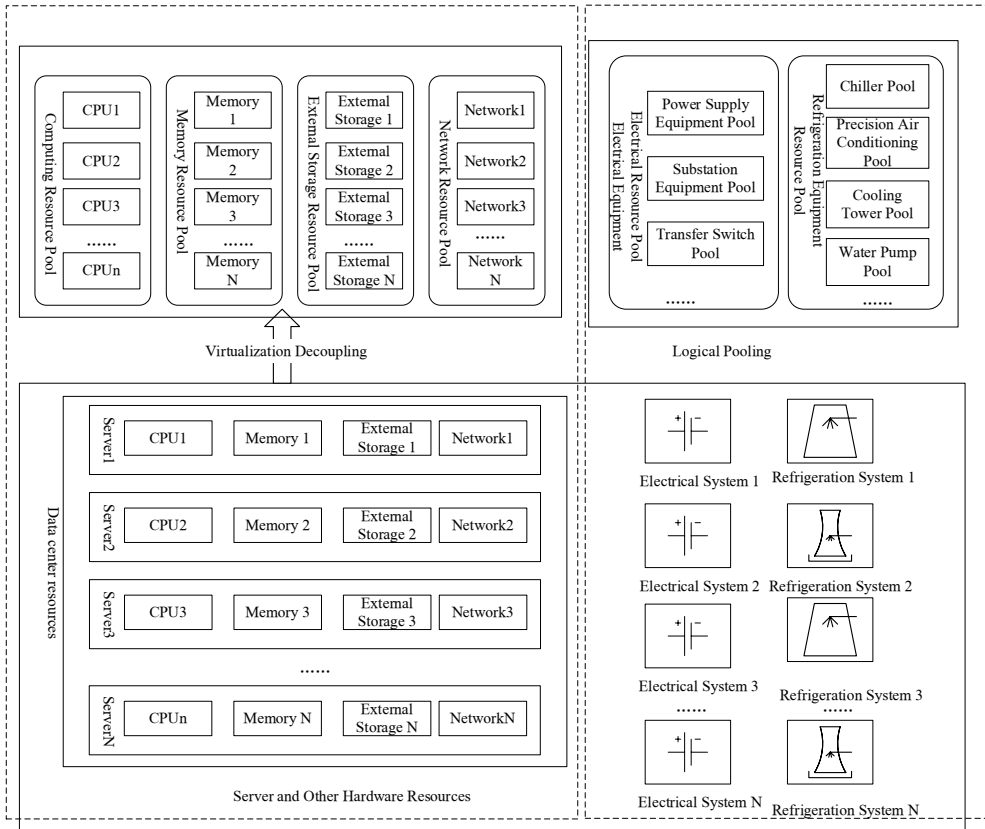 Computing Resource Pool
CPU1
CPU2
CPU3
......
CPUn
Memory Resource Pool
Memory
1
Memory
2
Memory
3
......
Memory
N
External Storage Resource Pool
External
Storage 1
External
Storage 2
External
Storage 3
......
External
Storage N
Network Resource Pool
Network1
Network2
Network3
......
Network
N
Electrical Resource Pool
Electrical Equipment
Power Supply
Equipment Pool
Substation
Equipment Pool
Transfer Switch
Pool
......
Refrigeration Equipment
Resource Pool
Chiller Pool
Precision Air
Conditioning
Pool
Cooling
Tower Pool
Water Pump
Pool
......
Virtualization Decoupling
Logical Pooling
Data center resources
Server1
CPU1
Memory 1
External
Storage 1
Network1
Server2
CPU2
Memory 2
External
Storage 2
Network2
Server3
CPU3
Memory 3
External
Storage 3
Network3
......
ServerN
CPUn
Memory N
External
Storage N
NetworkN
Server and Other Hardware Resources
+ −
Electrical System 1
Refrigeration System 1
+ −
Electrical System 2
Refrigeration System 2
+ −
Electrical System 3
Refrigeration System 3
......
......
+ −
Electrical System N
Refrigeration System N